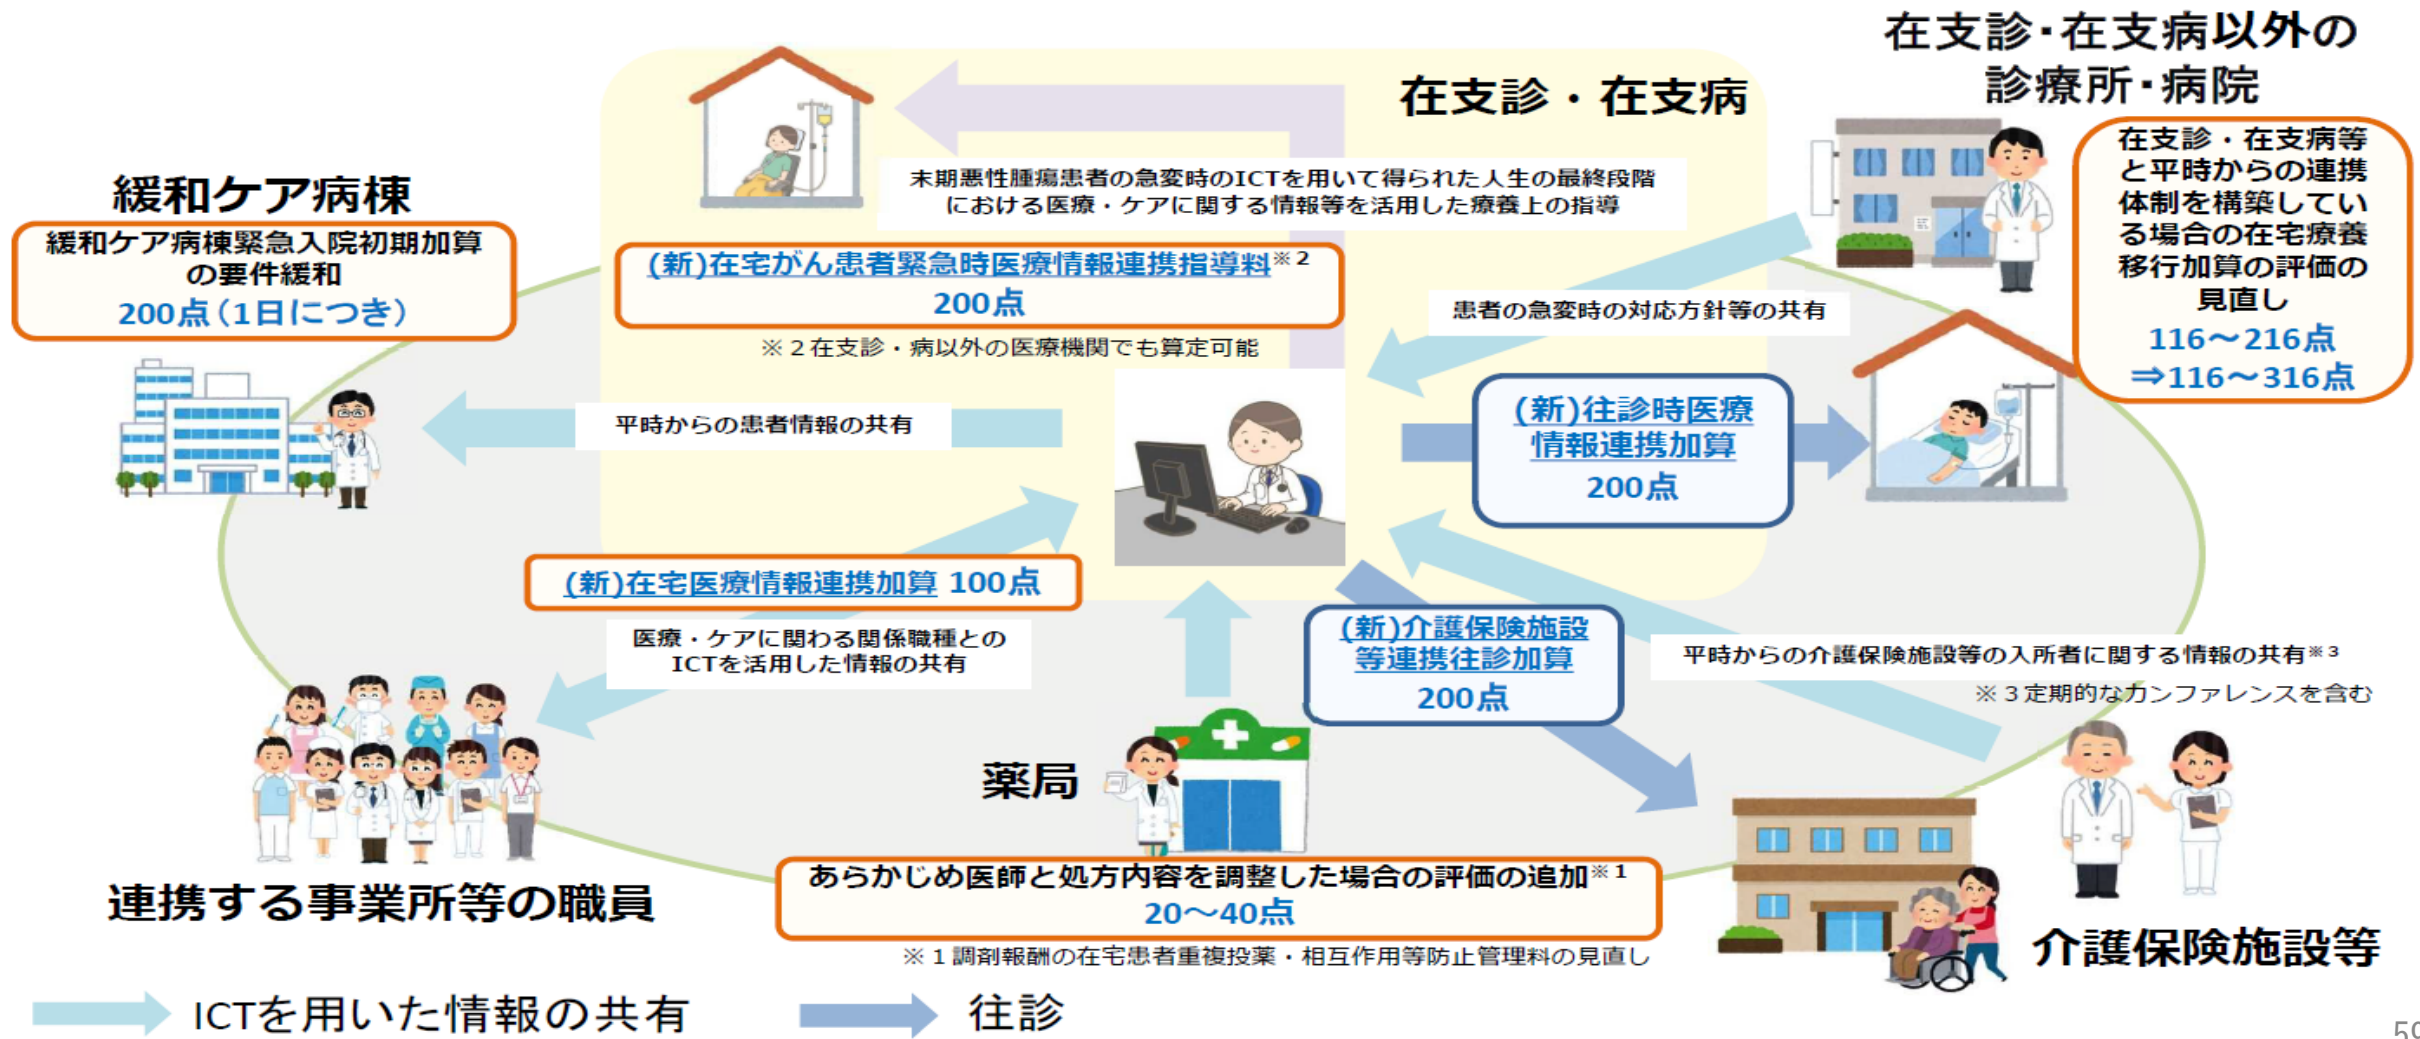 在支診・在支病以外の
診療所・病院
在支診・在支病
在支診・在支病等
と平時からの連携
体制を構築してい
る場合の在宅療養
移行加算の評価の
見直し
116～216点
⇒116～316点
末期悪性腫瘍患者の急変時のICTを用いて得られた人生の最終段階
における医療・ケアに関する情報等を活用した療養上の指導
緩和ケア病棟
緩和ケア病棟緊急入院初期加算
の要件緩和
200点（1日につき）
(新)在宅がん患者緊急時医療情報連携指導料※2
200点
※２在支診・病以外の医療機関でも算定可能
患者の急変時の対応方針等の共有
平時からの患者情報の共有
(新)往診時医療
情報連携加算
200点
(新)在宅医療情報連携加算 100点
医療・ケアに関わる関係職種との
ICTを活用した情報の共有
(新)介護保険施設
等連携往診加算
200点
平時からの介護保険施設等の入所者に関する情報の共有※3
※３定期的なカンファレンスを含む
薬局
連携する事業所等の職員
あらかじめ医師と処方内容を調整した場合の評価の追加※1
20～40点
※１調剤報酬の在宅患者重複投薬・相互作用等防止管理料の見直し
介護保険施設等
ICTを用いた情報の共有
往診